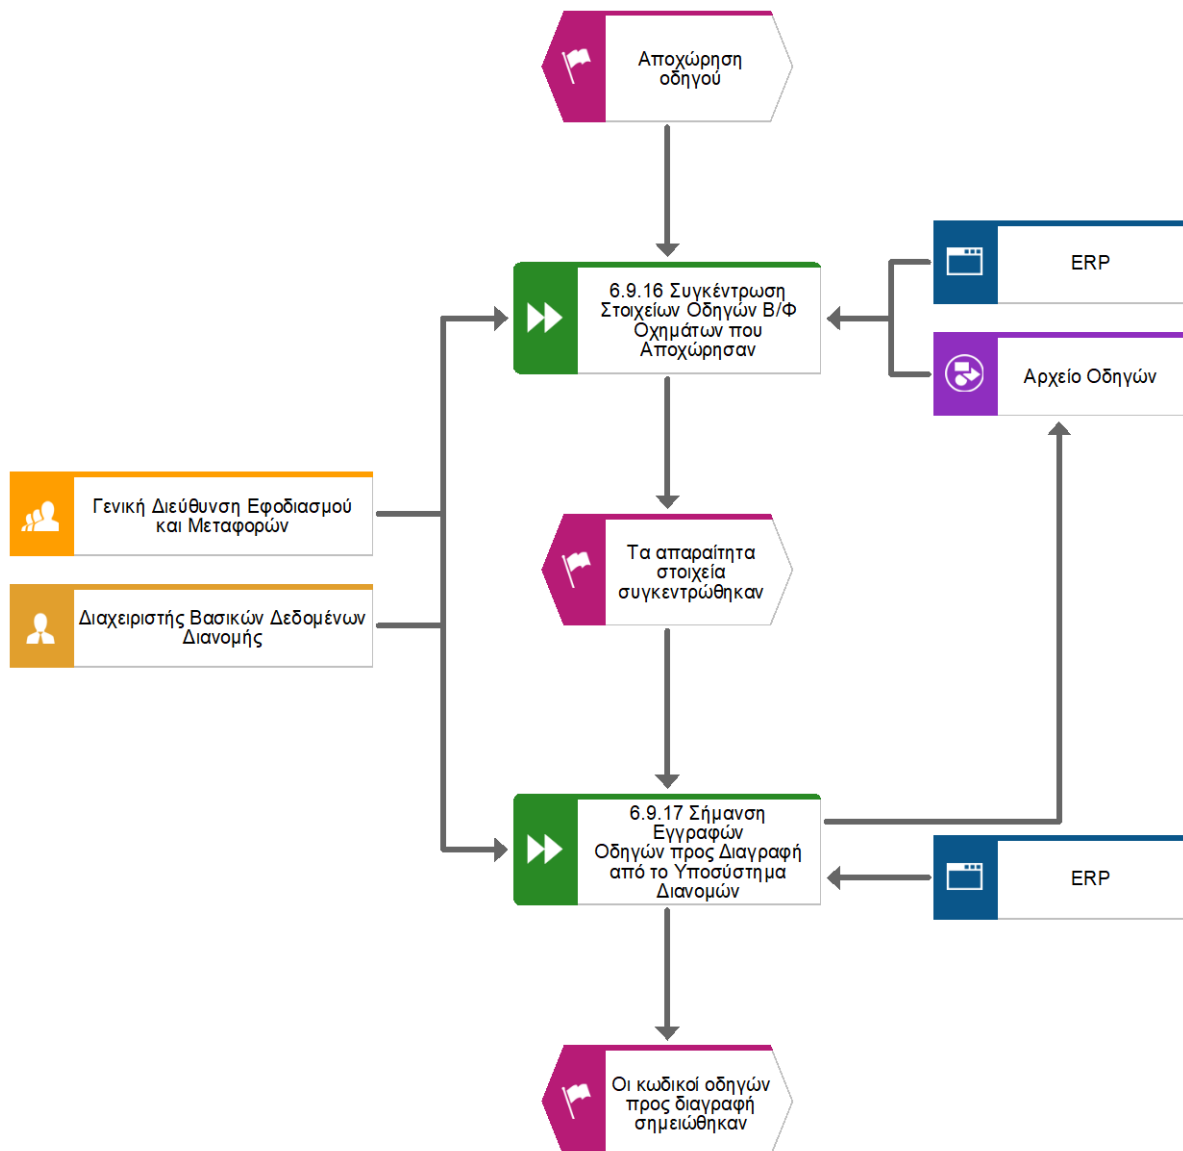 Αποχώρηση
οδηγού
6.9.16 Συγκέντρωση
Στοιχείων Οδηγών Β/Φ
Οχημάτων που
Αποχώρησαν
ERP
Αρχείο Οδηγών
Γενική Διεύθυνση Εφοδιασμού
και Μεταφορών
Διαχειριστής Βασικών Δεδομένων
Διανομής
Τα απαραίτητα
στοιχεία
συγκεντρώθηκαν
6.9.17 Σήμανση
Εγγραφών
Οδηγών προς Διαγραφή
από το Υποσύστημα
Διανομών
ERP
Οι κωδικοί οδηγών
προς διαγραφή
σημειώθηκαν